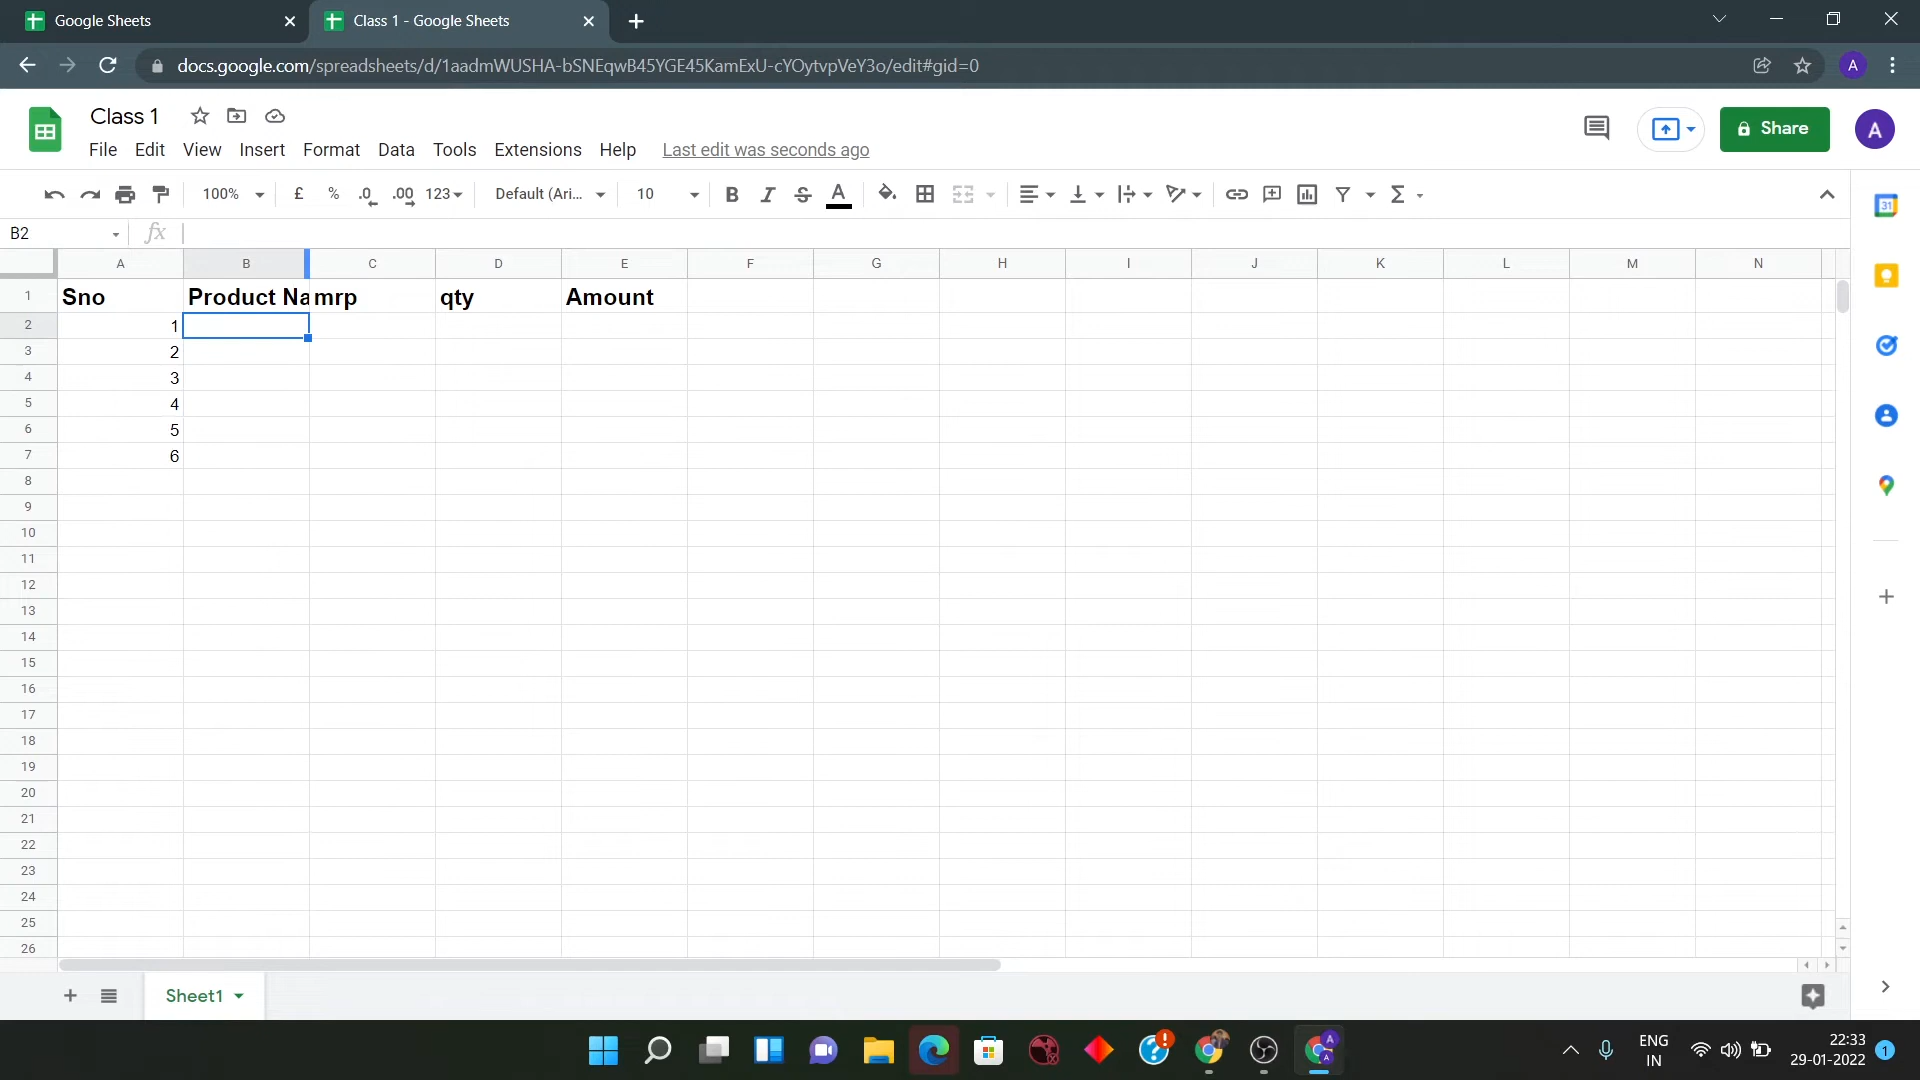 Google Sheets
Class 1 - Google Sheets
docs.google.com/spreadsheets/d/1aadmWUSHA-bSNEqwB45YGE45KamExU-cYOytvpVeY3o/edit#gid=0
A
Class 1
Share
A
File Edit View Insert Format Data Tools Extensions Help Last edit was seconds ago
100% £ % .0 .00 123 Default (Ari... 10 B I S A Σ
31
B2 fx
A B C D E F G H I J K L M N
1 Sno Product Na mrp qty Amount
2 1
3 2
4 3
5 4
6 5
7 6
8
9
10
11
12
13
14
15
16
17
18
19
20
21
22
23
24
25
26
Sheet1
ENG
IN
22:33
29-01-2022
1